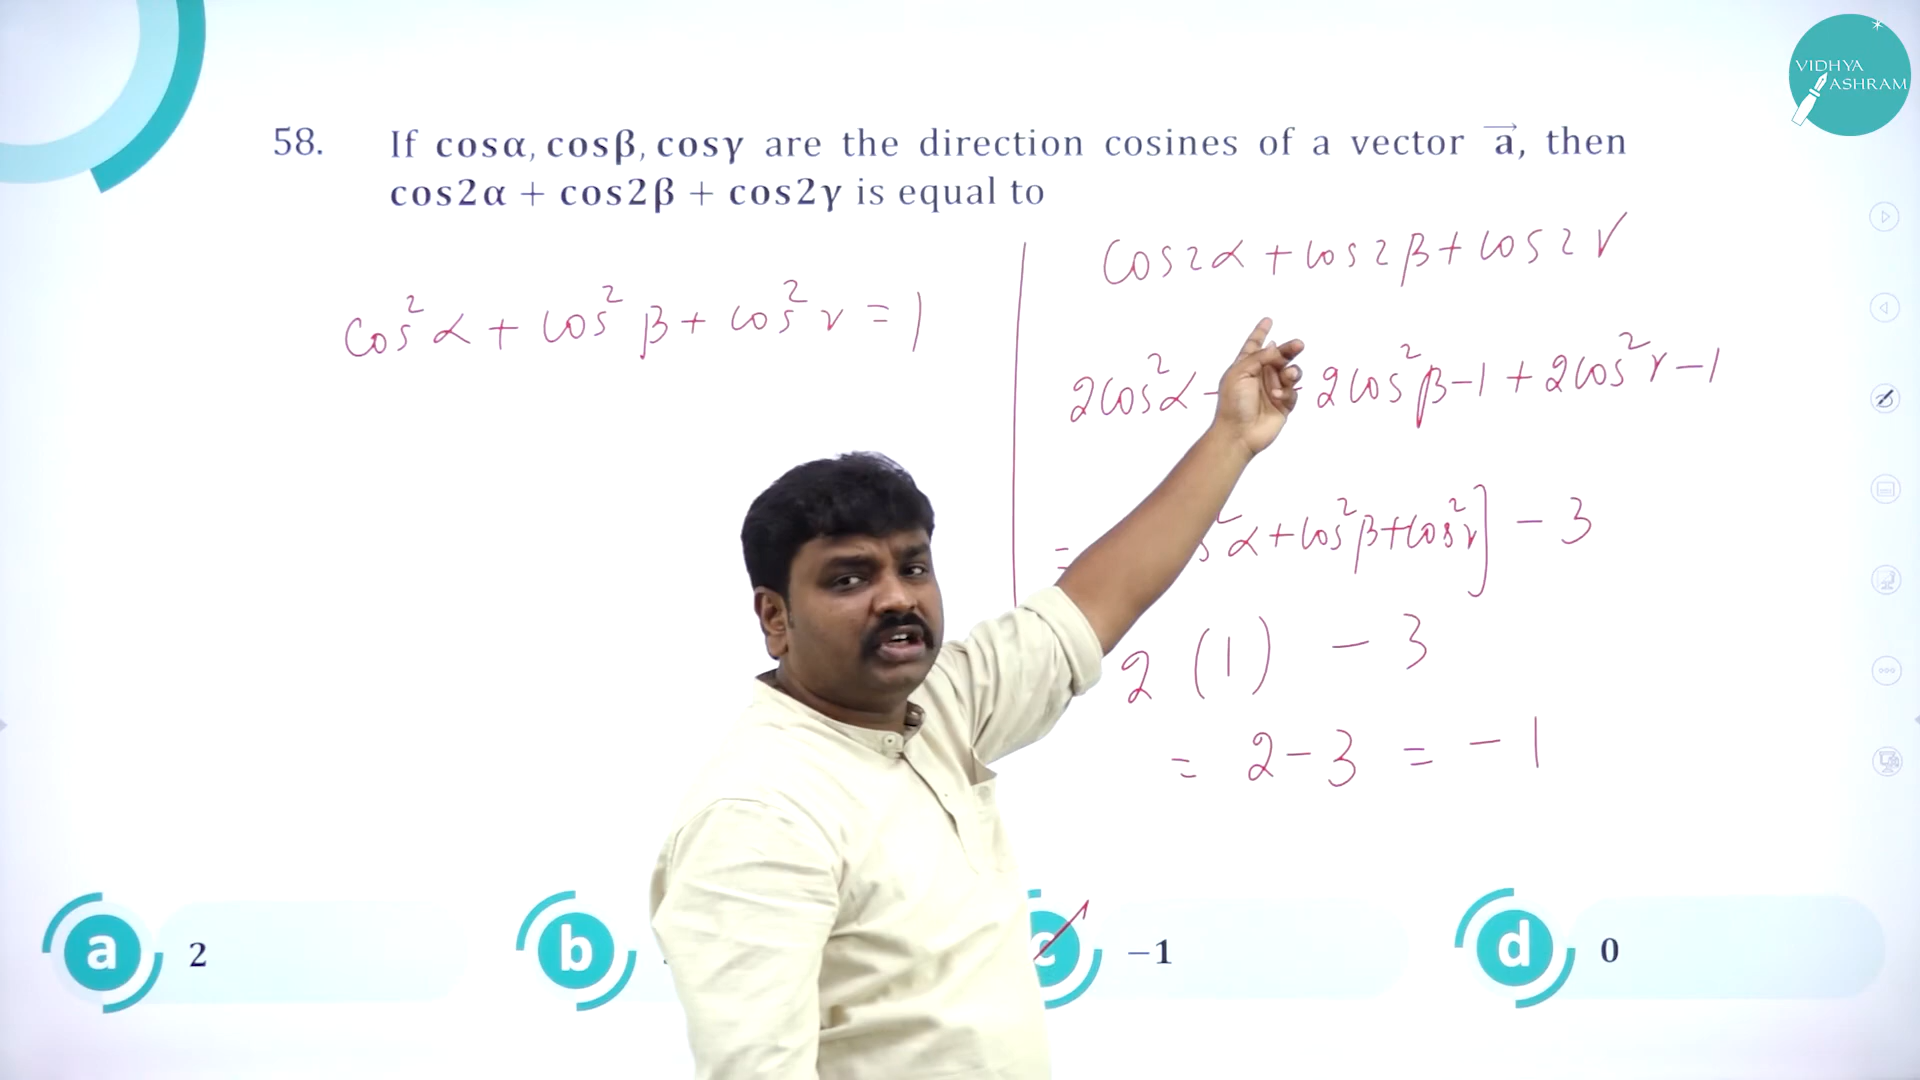 VIDHYA
ASHRAM
58. If cosα, cosβ, cosγ are the direction cosines of a vector a⃗, then
cos2α + cos2β + cos2γ is equal to
cos²α + cos²β + cos²γ = 1
cos2α + cos2β + cos2γ
2cos²α - 2cos²β-1 + 2cos²γ-1
= ²α + cos²β + cos²γ] - 3
2 (1) - 3
= 2-3 = -1
a 2
b
c -1
d 0